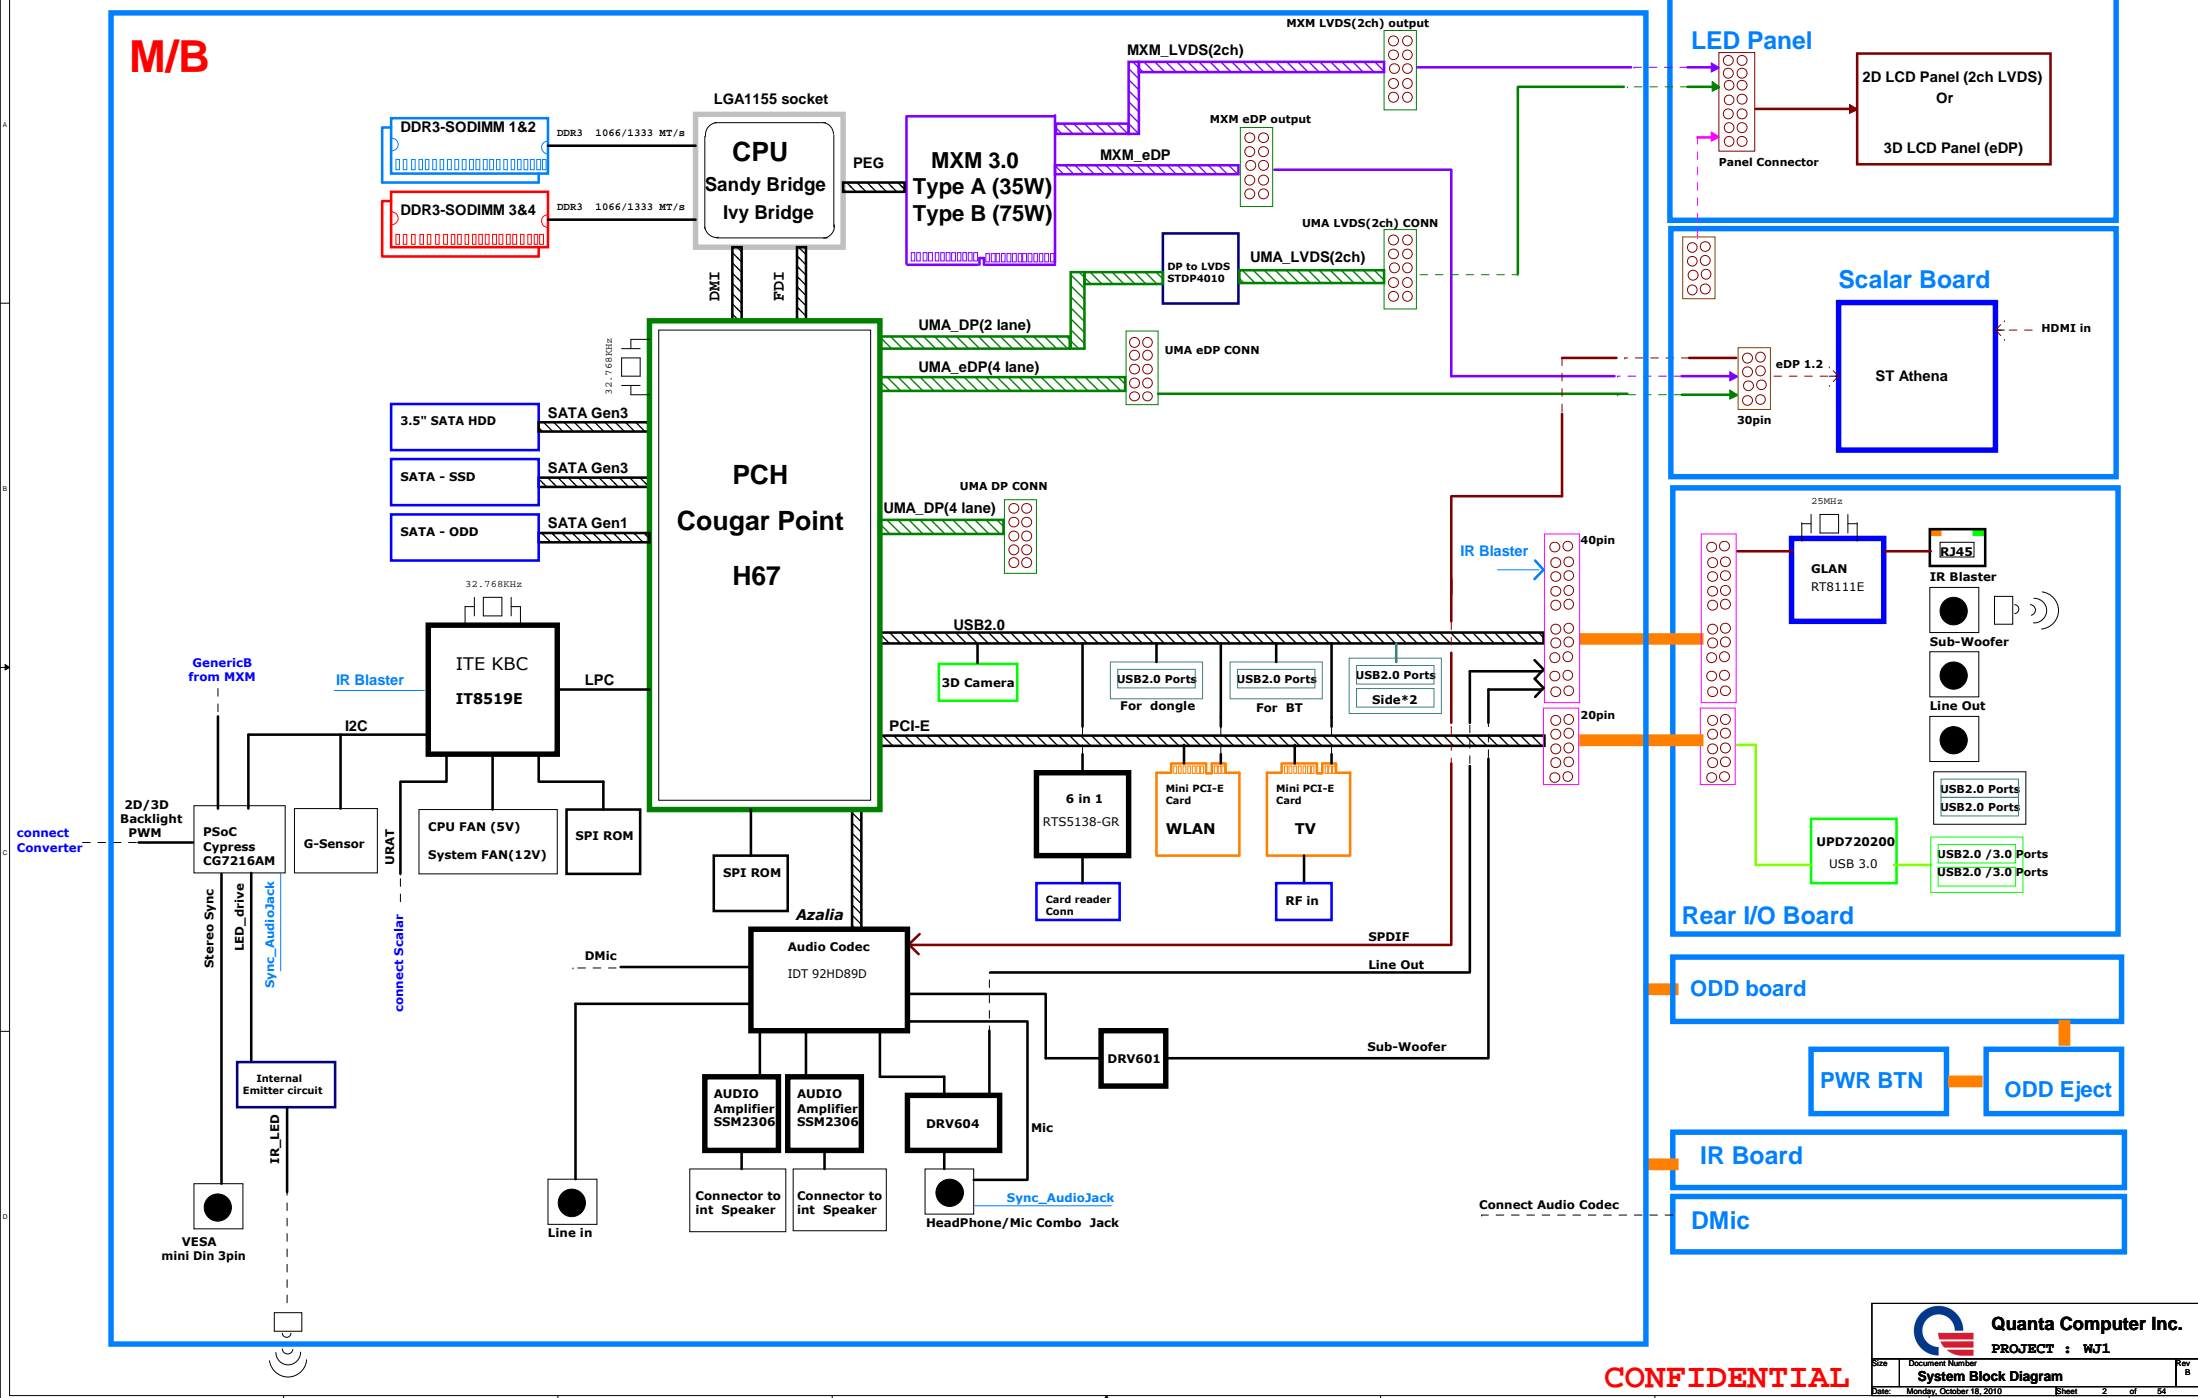 M/B
LGA1155 socket
DDR3-SODIMM 1&2
DDR3 1066/1333 MT/s
DDR3-SODIMM 3&4
DDR3 1066/1333 MT/s
CPU
Sandy Bridge
Ivy Bridge
PEG
MXM 3.0
Type A (35W)
Type B (75W)
MXM_LVDS(2ch)
MXM LVDS(2ch) output
MXM_eDP
MXM eDP output
UMA LVDS(2ch) CONN
DP to LVDS
STDP4010
UMA_LVDS(2ch)
DMI
FDI
UMA_DP(2 lane)
UMA_eDP(4 lane)
UMA eDP CONN
32.768KHz
3.5" SATA HDD
SATA Gen3
SATA - SSD
SATA Gen3
SATA - ODD
SATA Gen1
PCH
Cougar Point
H67
UMA DP CONN
UMA_DP(4 lane)
32.768KHz
ITE KBC
IT8519E
IR Blaster
LPC
GenericB
from MXM
I2C
USB2.0
3D Camera
USB2.0 Ports
For dongle
USB2.0 Ports
For BT
USB2.0 Ports
Side*2
IR Blaster
40pin
20pin
PCI-E
6 in 1
RTS5138-GR
Card reader
Conn
Mini PCI-E
Card
WLAN
Mini PCI-E
Card
TV
RF in
2D/3D
Backlight
PWM
connect
Converter
PSoC
Cypress
CG7216AM
G-Sensor
URAT
connect Scalar
CPU FAN (5V)
System FAN(12V)
SPI ROM
SPI ROM
Azalia
Stereo Sync
LED_drive
Sync_AudioJack
Internal
Emitter circuit
IR_LED
VESA
mini Din 3pin
DMic
Audio Codec
IDT 92HD89D
SPDIF
Line Out
Sub-Woofer
DRV601
AUDIO
Amplifier
SSM2306
AUDIO
Amplifier
SSM2306
DRV604
Mic
Line in
Connector to
int Speaker
Connector to
int Speaker
Sync_AudioJack
HeadPhone/Mic Combo Jack
Connect Audio Codec
LED Panel
Panel Connector
2D LCD Panel (2ch LVDS)
Or
3D LCD Panel (eDP)
Scalar Board
HDMI in
eDP 1.2
ST Athena
30pin
25MHz
GLAN
RT8111E
RJ45
IR Blaster
Sub-Woofer
Line Out
USB2.0 Ports
USB2.0 Ports
UPD720200
USB 3.0
USB2.0 /3.0 Ports
USB2.0 /3.0 Ports
Rear I/O Board
ODD board
PWR BTN
ODD Eject
IR Board
DMic
CONFIDENTIAL
Quanta Computer Inc.
PROJECT : WJ1
Size
Document Number
Rev
System Block Diagram
B
Date: Monday, October 18, 2010
Sheet 2 of 54
A
B
C
D